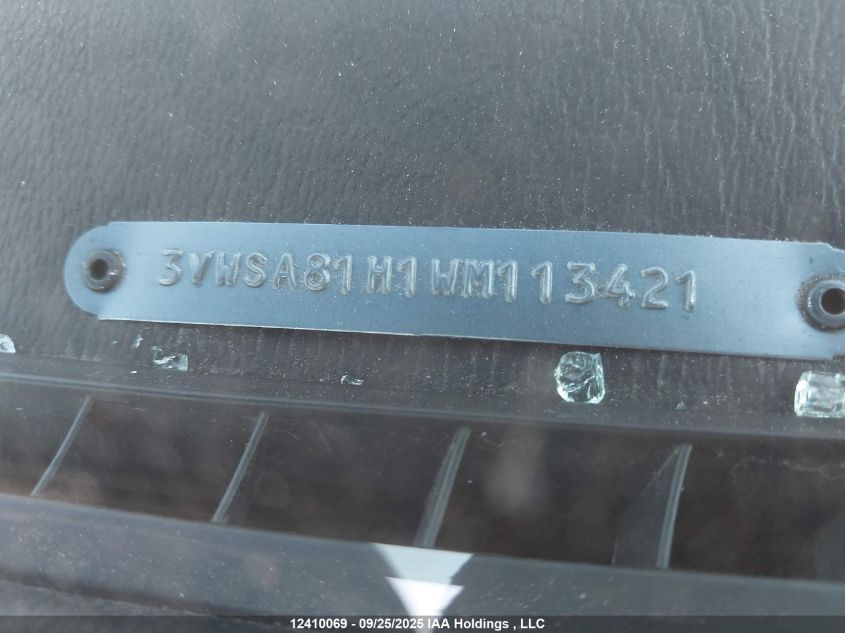 3VWSA81H1WM113421
12410069 - 09/25/2025 IAA Holdings , LLC